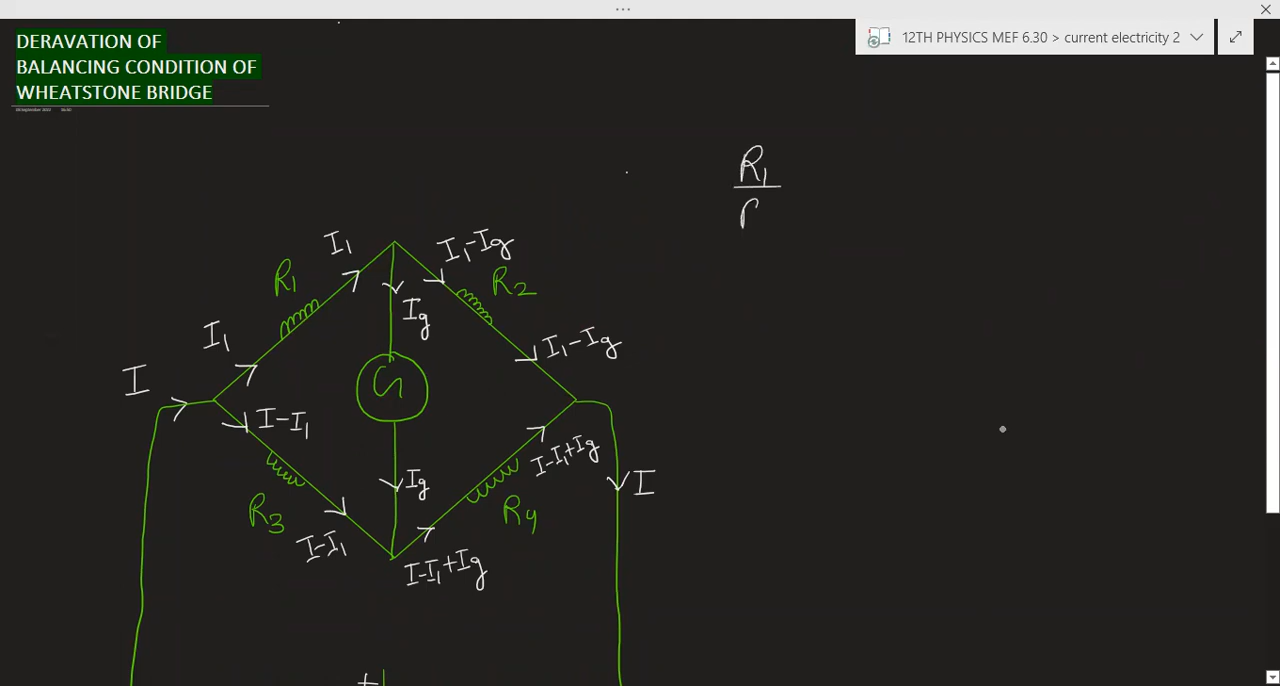 DERAVATION OF
BALANCING CONDITION OF
WHEATSTONE BRIDGE
12TH PHYSICS MEF 6.30 > current electricity 2
R1
I1
I1-Ig
R1
R2
Ig
I1
I1-Ig
G
I
I-I1
I-I1+Ig
Ig
I
R3
R4
I-I1
I-I1+Ig
+